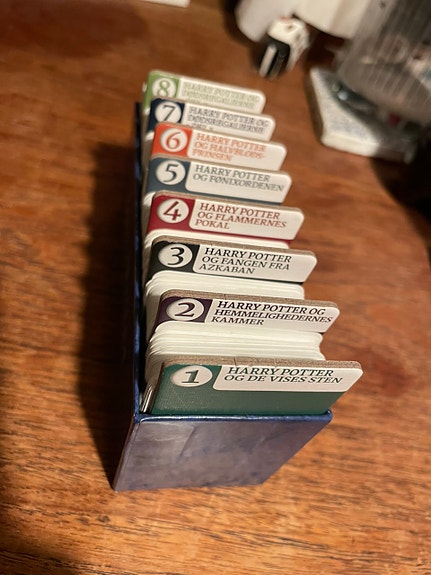 8
HARRY POTTER OG
DØDSREGALIERNE
7
HARRY POTTER OG
DØDSREGALIERNE
6
HARRY POTTER
OG HALVBLODS-
PRINSEN
5
HARRY POTTER
OG FØNIXORDENEN
4
HARRY POTTER
OG FLAMMERNES
POKAL
3
HARRY POTTER
OG FANGEN FRA
AZKABAN
2
HARRY POTTER OG
HEMMELIGHEDERNES
KAMMER
1
HARRY POTTER
OG DE VISES STEN